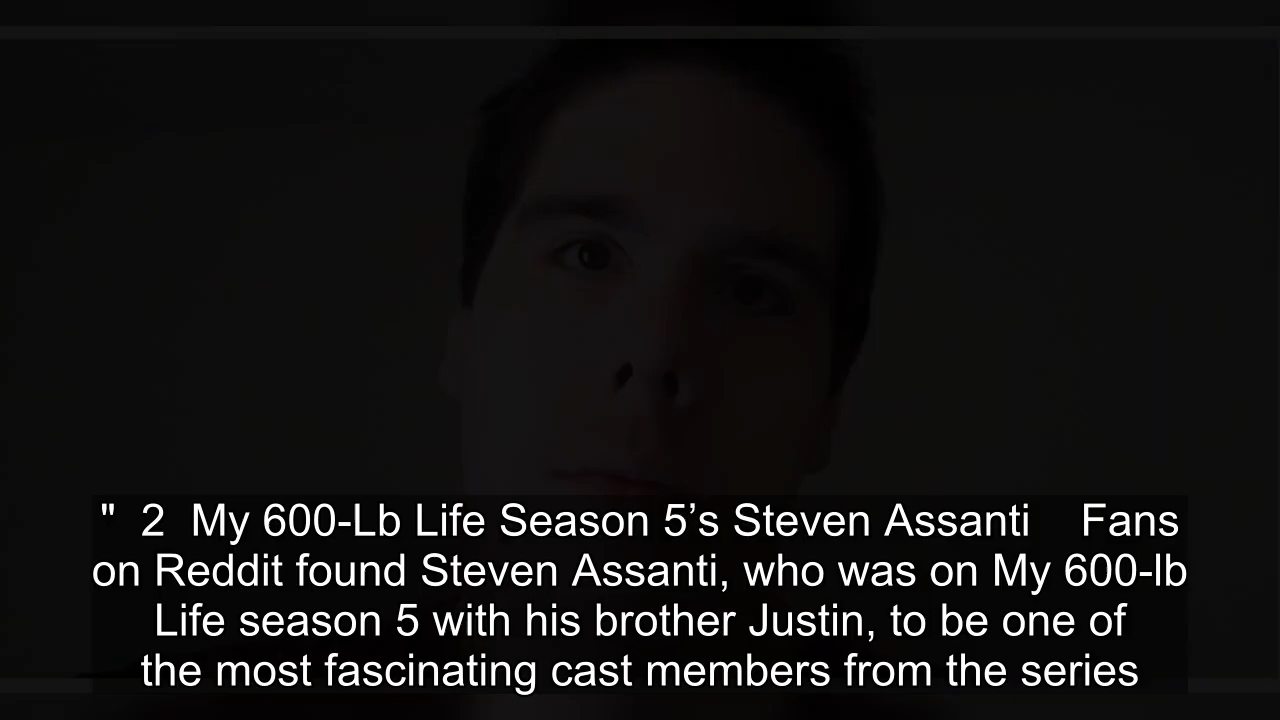 " 2 My 600-Lb Life Season 5’s Steven Assanti Fans
on Reddit found Steven Assanti, who was on My 600-lb
Life season 5 with his brother Justin, to be one of
the most fascinating cast members from the series